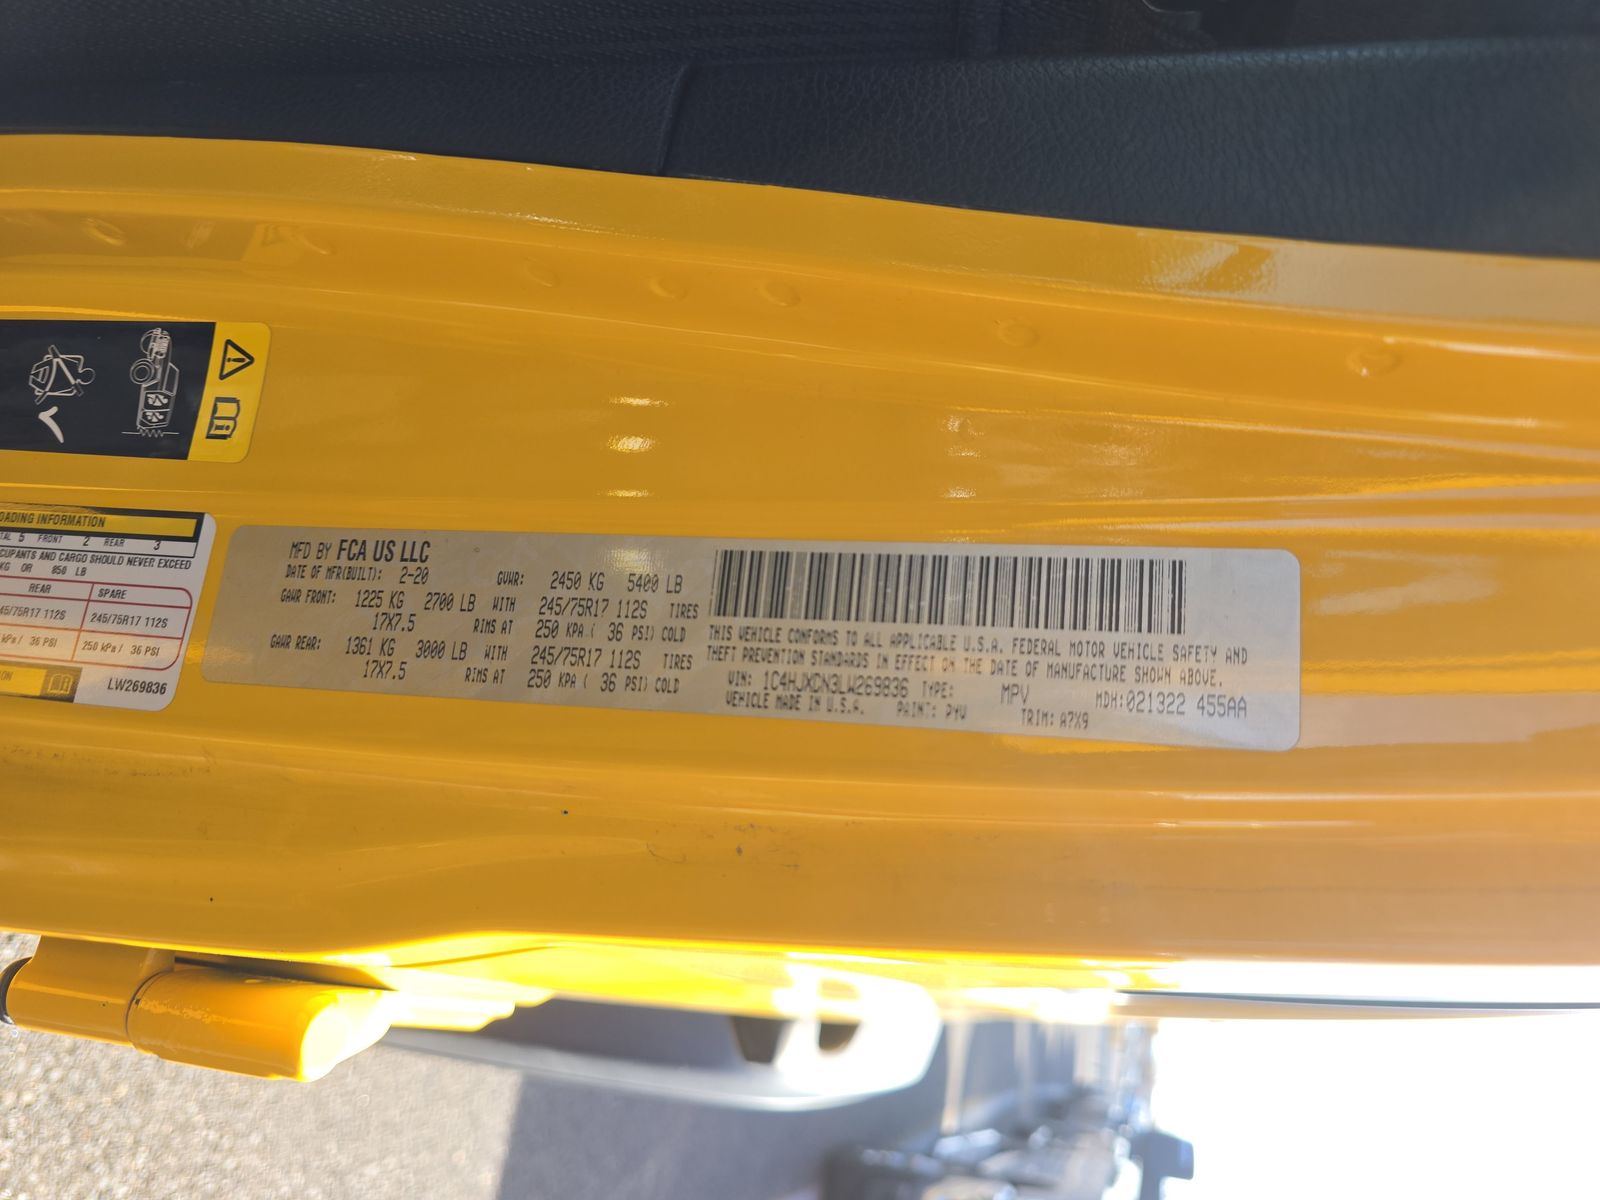 OADING INFORMATION
TAL 5 FRONT 2 REAR 3
CUPANTS AND CARGO SHOULD NEVER EXCEED
KG OR 850 LB
REAR SPARE
45/75R17 112S 245/75R17 112S
kPa / 36 PSI 250 kPa / 36 PSI
ION
LW269836
MFD BY FCA US LLC
DATE OF MFR(BUILT): 2-20 GVWR: 2450 KG 5400 LB
GAWR FRONT: 1225 KG 2700 LB WITH 245/75R17 112S TIRES
17X7.5 RIMS AT 250 KPA ( 36 PSI) COLD
GAWR REAR: 1361 KG 3000 LB WITH 245/75R17 112S TIRES
17X7.5 RIMS AT 250 KPA ( 36 PSI) COLD
THIS VEHICLE CONFORMS TO ALL APPLICABLE U.S.A. FEDERAL MOTOR VEHICLE SAFETY AND
THEFT PREVENTION STANDARDS IN EFFECT ON THE DATE OF MANUFACTURE SHOWN ABOVE.
VIN: 1C4HJXDN3LW269836 TYPE: MPV MDH:021322 455AA
VEHICLE MADE IN U.S.A. PAINT: PYV TRIM: A7X9